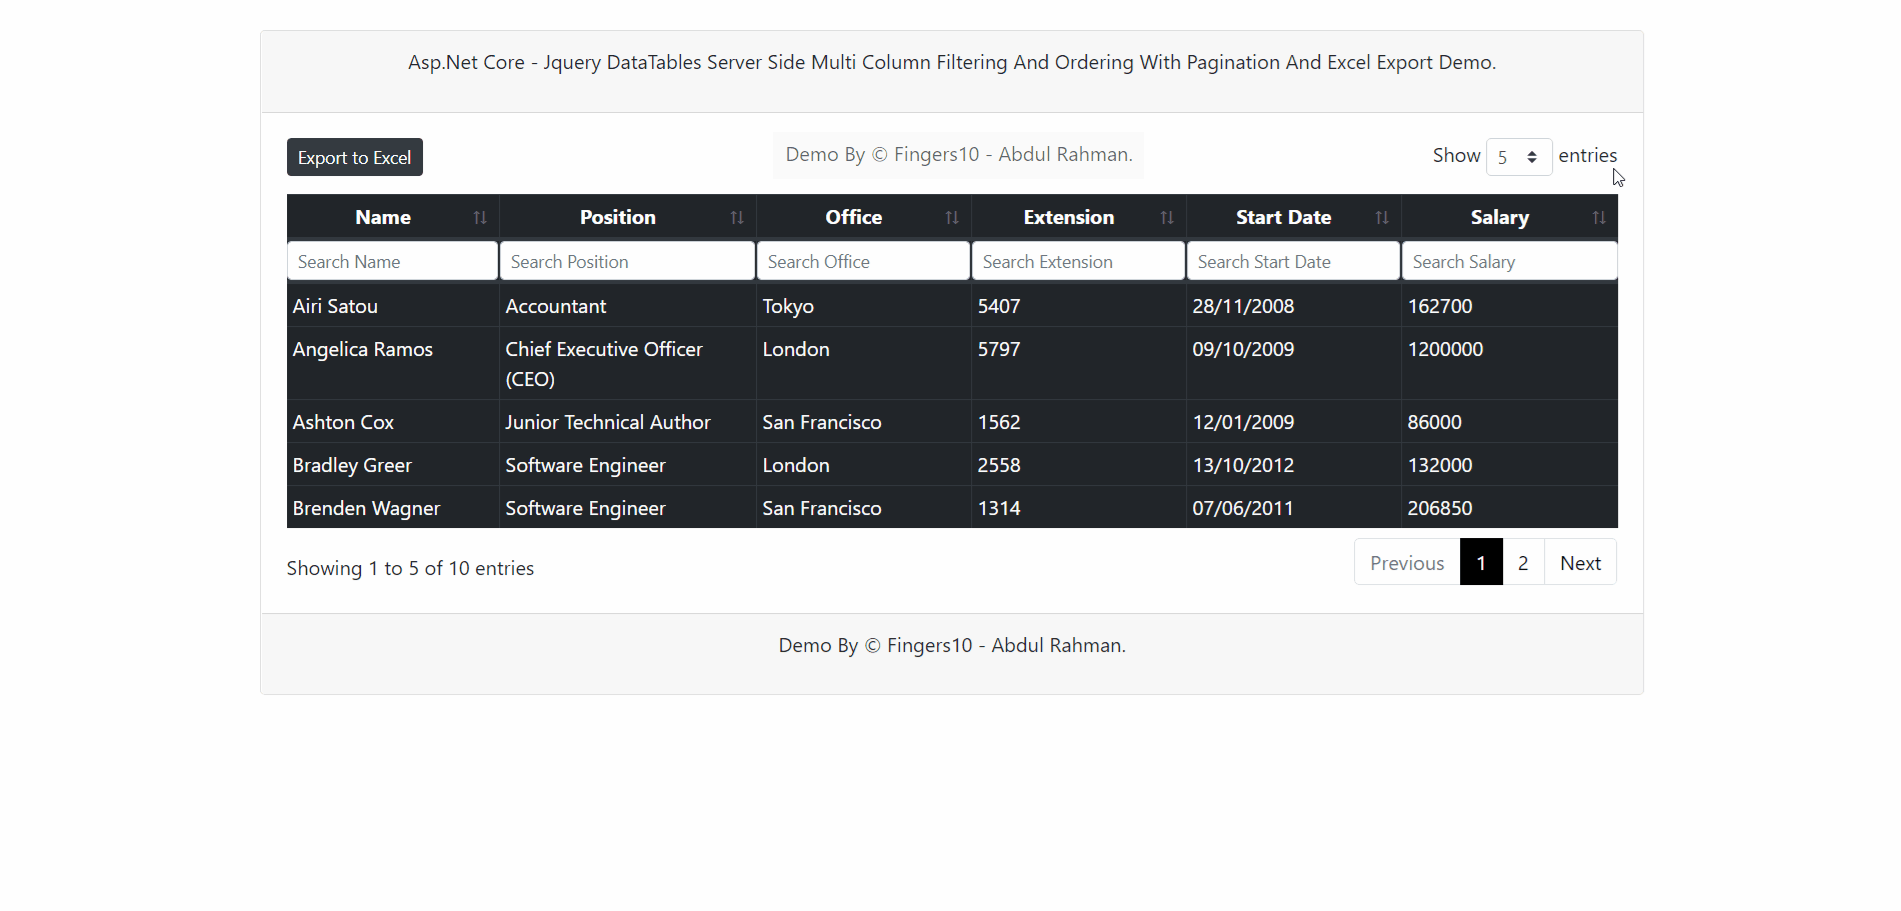 Asp.Net Core - Jquery DataTables Server Side Multi Column Filtering And Ordering With Pagination And Excel Export Demo.
Export to Excel
Demo By © Fingers10 - Abdul Rahman.
Show 5 entries
Name Position Office Extension Start Date Salary
Search Name Search Position Search Office Search Extension Search Start Date Search Salary
Airi Satou Accountant Tokyo 5407 28/11/2008 162700
Angelica Ramos Chief Executive Officer London 5797 09/10/2009 1200000
(CEO)
Ashton Cox Junior Technical Author San Francisco 1562 12/01/2009 86000
Bradley Greer Software Engineer London 2558 13/10/2012 132000
Brenden Wagner Software Engineer San Francisco 1314 07/06/2011 206850
Showing 1 to 5 of 10 entries
Previous 1 2 Next
Demo By © Fingers10 - Abdul Rahman.